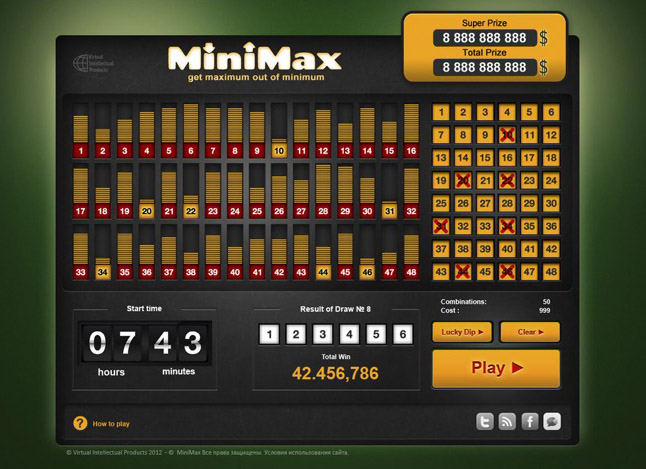 Virtual
Intellectual
Products
MiniMax
get maximum out of minimum
Super Prize
8 888 888 888 $
Total Prize
8 888 888 888 $
1 2 3 4 5 6 7 8 9 10 11 12 13 14 15 16
17 18 19 20 21 22 23 24 25 26 27 28 29 30 31 32
33 34 35 36 37 38 39 40 41 42 43 44 45 46 47 48
1 2 3 4 5 6
7 8 9 11 12
13 14 15 16 17 18
19 21 23 24
25 26 27 28 29 30
32 33 35 36
37 38 39 40 41 42
43 45 47 48
Start time
07 43
hours minutes
Result of Draw № 8
1 2 3 4 5 6
Total Win
42.456,786
Combinations: 50
Cost : 999
Lucky Dip
Clear
Play
? How to play
t f
© Virtual Intellectual Products 2012 - © MiniMax Все права защищены. Условия использования сайта.